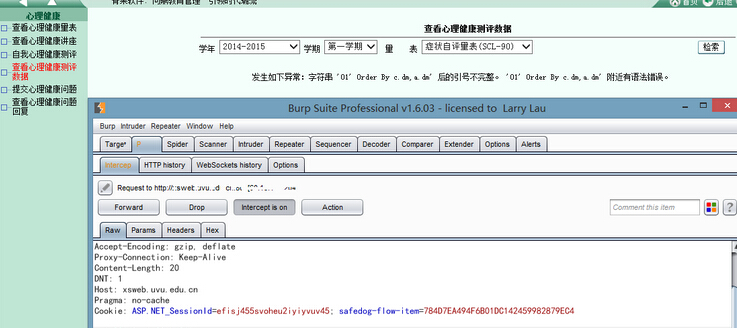 心理健康
查看心理健康量表
查看心理健康讲座
自我心理健康测评
查看心理健康测评
数据
提交心理健康问题
查看心理健康问题
回复
首页
后退
查看心理健康测评数据
学年 2014-2015 学期 第一学期 量 表 症状自评量表(SCL-90) 检索
发生如下异常：字符串 '01' Order By c.dm,a.dm' 后的引号不完整。 '01' Order By c.dm,a.dm' 附近有语法错误。
Burp Suite Professional v1.6.03 - licensed to Larry Lau
Burp Intruder Repeater Window Help
Target P Spider Scanner Intruder Repeater Sequencer Decoder Comparer Extender Options Alerts
Intercept HTTP history WebSockets history Options
Request to http://
Forward Drop Intercept is on Action Comment this item ?
Raw Params Headers Hex
Accept-Encoding: gzip, deflate
Proxy-Connection: Keep-Alive
Content-Length: 20
DNT: 1
Host: xsweb.uvu.edu.cn
Pragma: no-cache
Cookie: ASP.NET_SessionId=efisj455svoheu2iyiyvuv45; safedog-flow-item=784D7EA494F6B01DC142459982879EC4